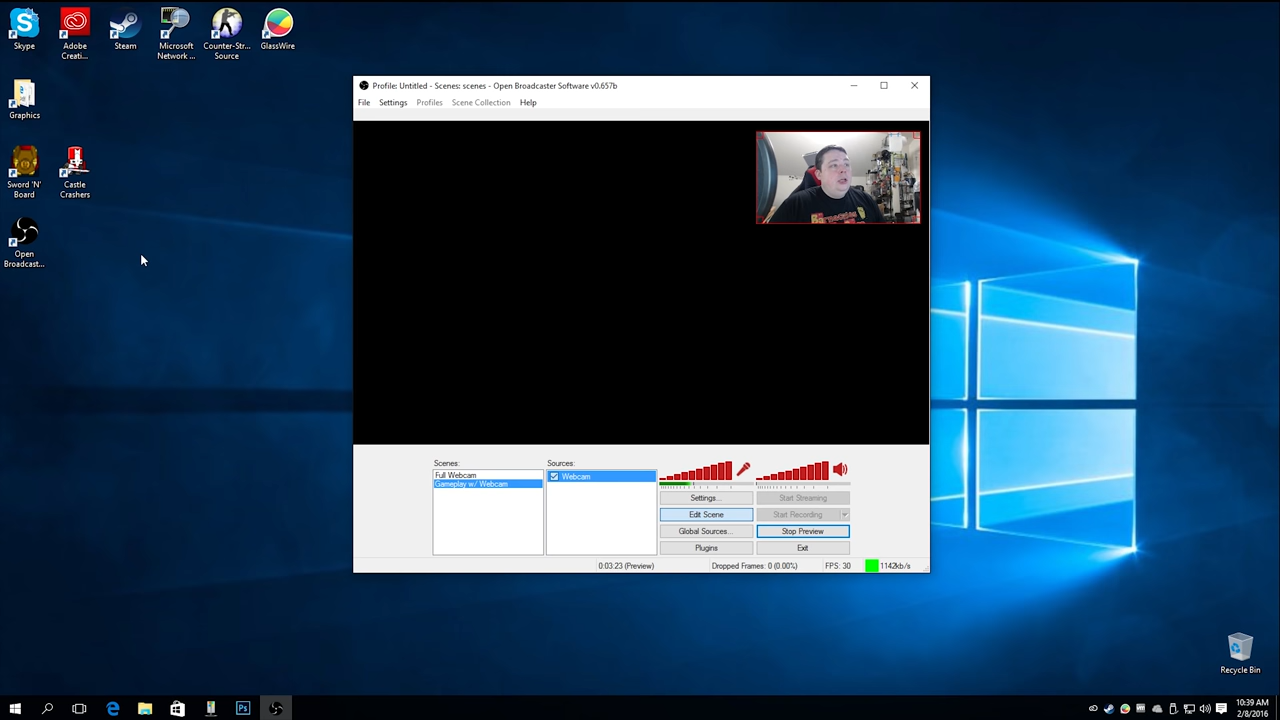 Skype
Adobe Creati...
Steam
Microsoft Network ...
Counter-Str... Source
GlassWire
Graphics
Sword 'N' Board
Castle Crashers
Open Broadcast...
Profile: Untitled - Scenes: scenes - Open Broadcaster Software v0.657b
File Settings Profiles Scene Collection Help
Scenes:
Full Webcam
Gameplay w/ Webcam
Sources:
Webcam
Settings...
Start Streaming
Edit Scene
Start Recording
Global Sources...
Stop Preview
Plugins
Exit
0:03:23 (Preview)
Dropped Frames: 0 (0.00%)
FPS: 30
1142kb/s
Recycle Bin
Ps
10:39 AM
2/8/2016